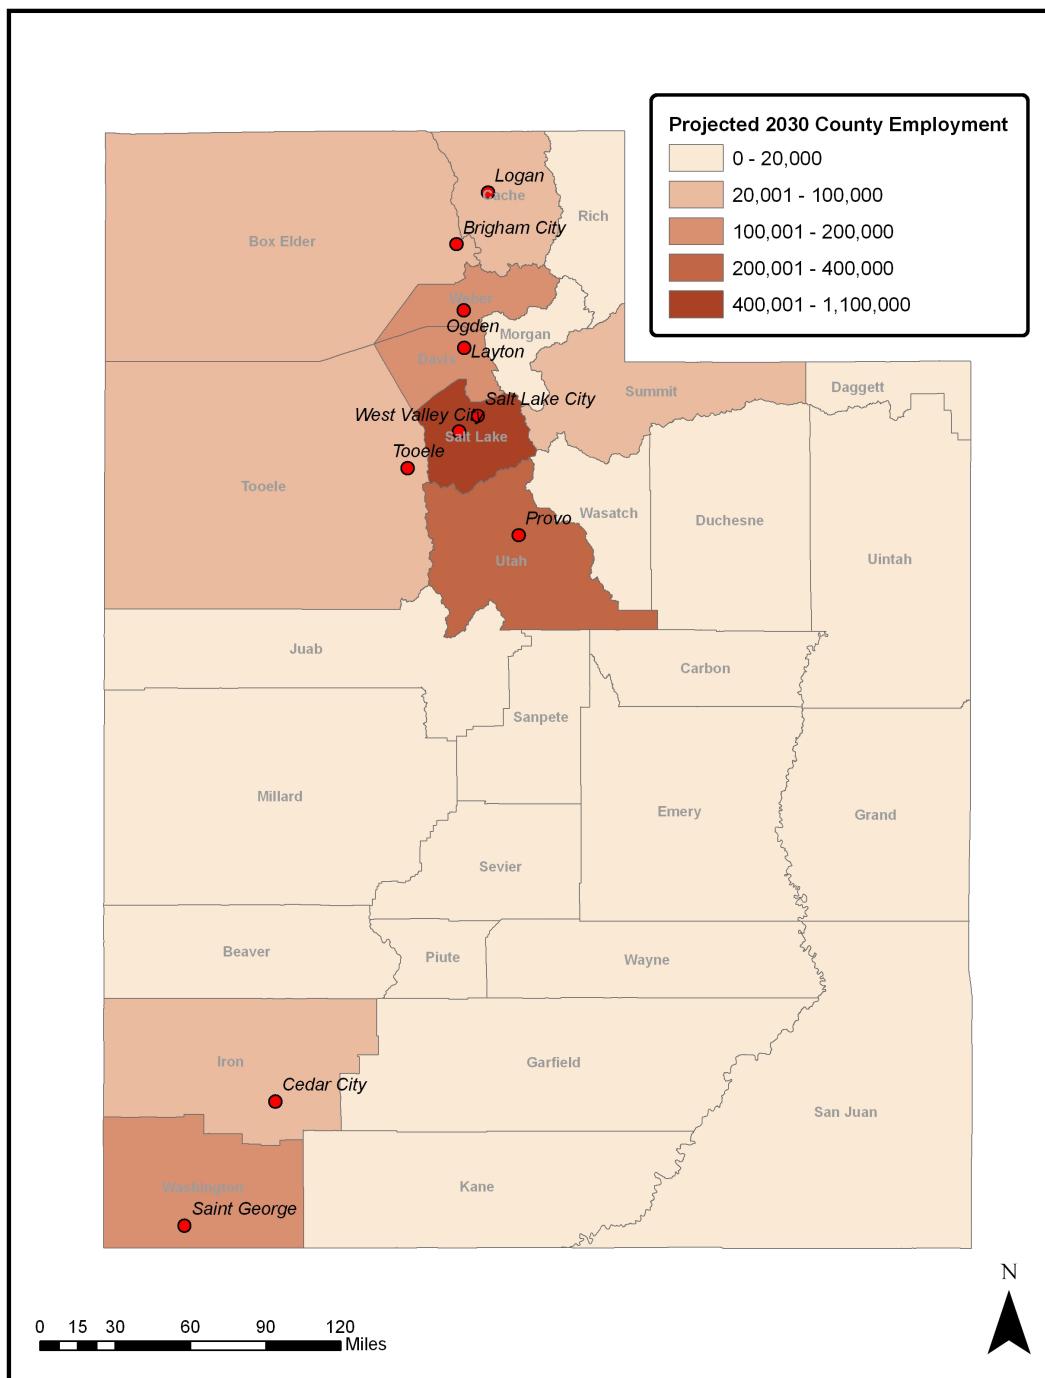 Projected 2030 County Employment
0 - 20,000
20,001 - 100,000
100,001 - 200,000
200,001 - 400,000
400,001 - 1,100,000
Logan
Cache
Rich
Brigham City
Box Elder
Weber
Ogden
Morgan
Layton
Davis
Summit
Daggett
Salt Lake City
West Valley City
Salt Lake
Tooele
Tooele
Wasatch
Provo
Duchesne
Uintah
Utah
Juab
Carbon
Sanpete
Millard
Emery
Grand
Sevier
Beaver
Piute
Wayne
Iron
Garfield
Cedar City
San Juan
Washington
Kane
Saint George
N
0 15 30 60 90 120
Miles